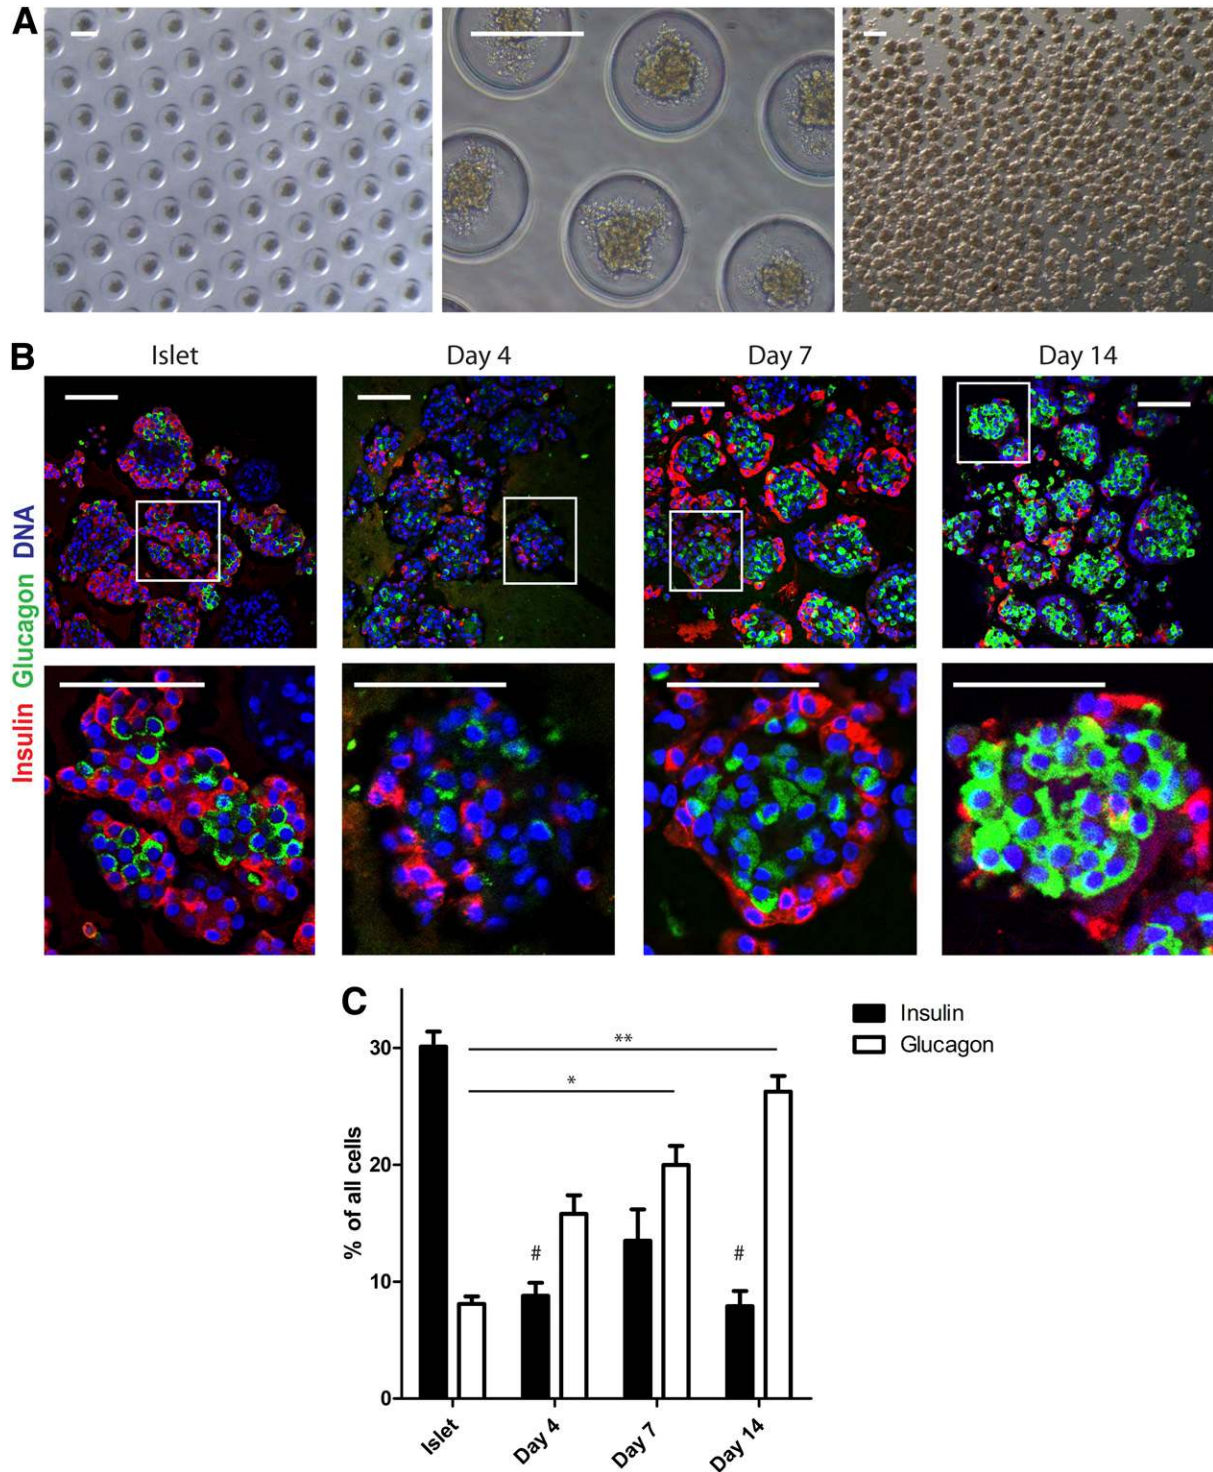 A
B
Islet
Day 4
Day 7
Day 14
Insulin Glucagon DNA
C
Insulin
Glucagon
**
*
#
#
% of all cells
30
20
10
0
Islet
Day 4
Day 7
Day 14